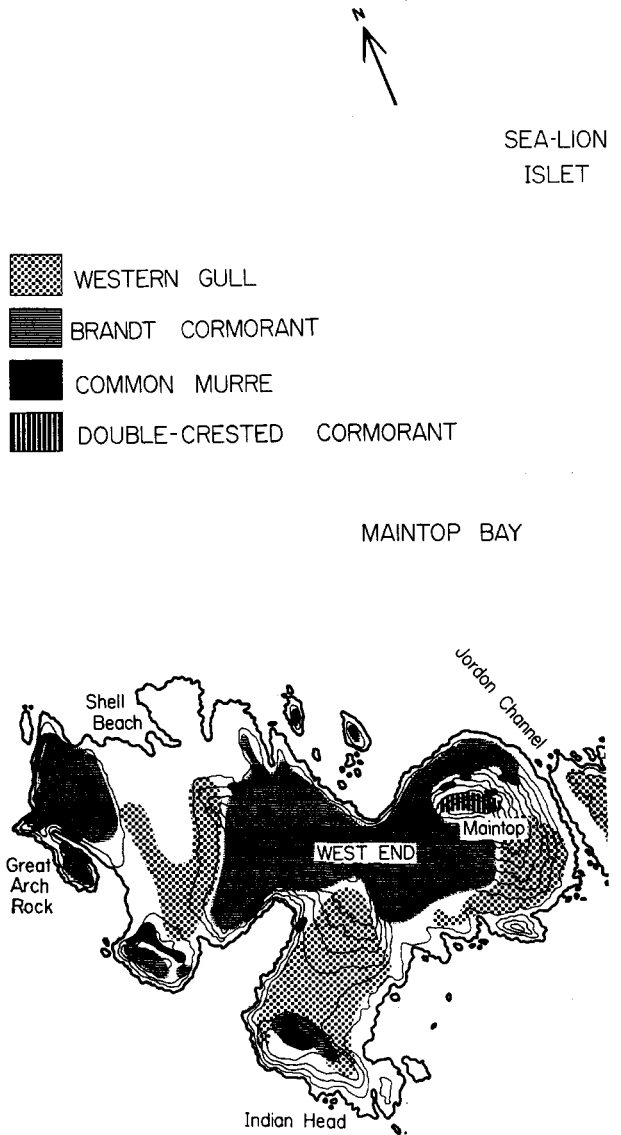 N
SEA-LION
ISLET
WESTERN GULL
BRANDT CORMORANT
COMMON MURRE
DOUBLE-CRESTED CORMORANT
MAINTOP BAY
Jordon Channel
Shell
Beach
Maintop
WEST END
Great
Arch
Rock
Indian Head